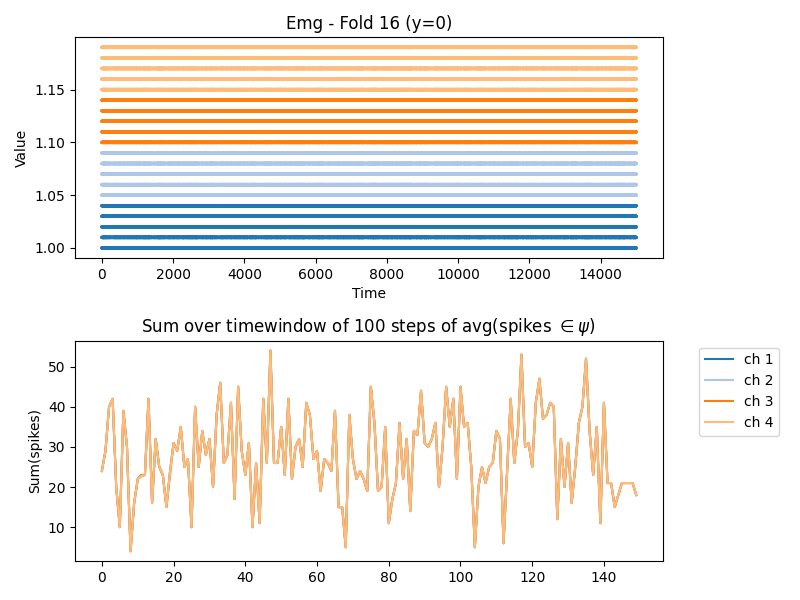 Emg - Fold 16 (y=0)
1.15
1.10
1.05
1.00
Value
0 2000 4000 6000 8000 10000 12000 14000
Time
Sum over timewindow of 100 steps of avg(spikes ∈ ψ)
50
40
30
20
10
Sum(spikes)
0 20 40 60 80 100 120 140
ch 1
ch 2
ch 3
ch 4